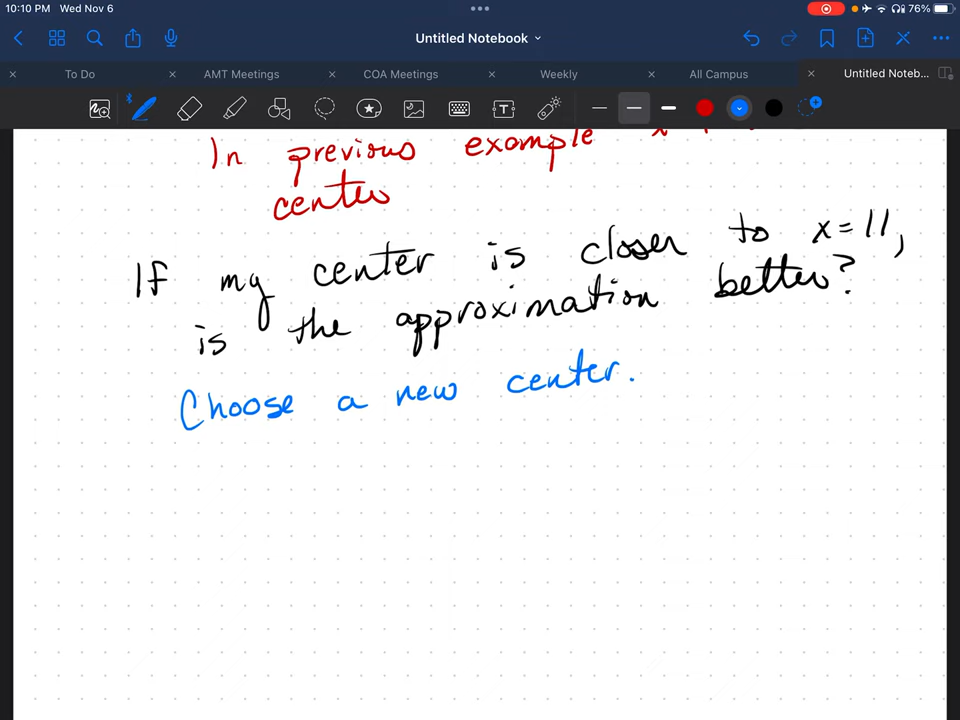 10:10 PM Wed Nov 6
76%
Untitled Notebook
To Do
AMT Meetings
COA Meetings
Weekly
All Campus
Untitled Noteb...
T
In previous example
center
If my center is closer to x = 11,
is the approximation better?
Choose a new center.